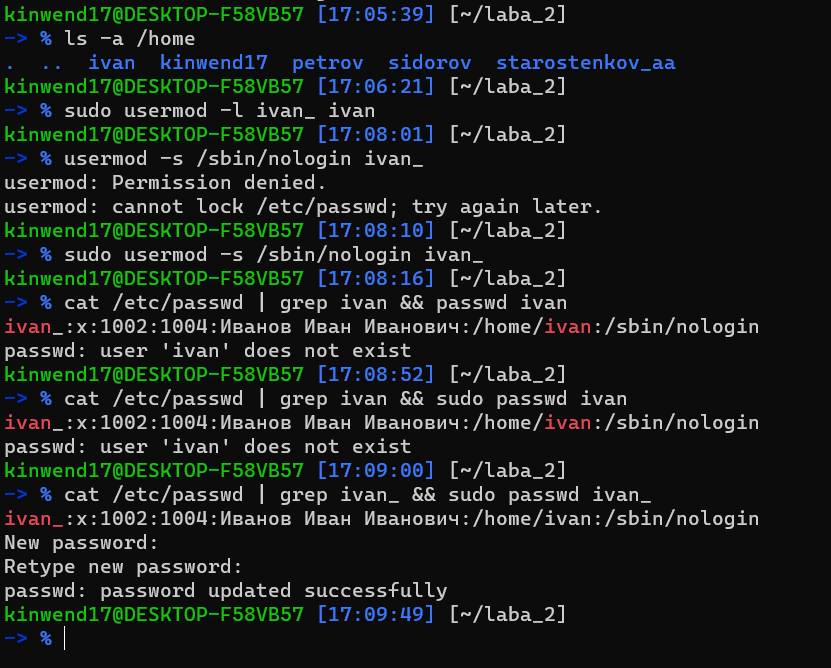 kinwend17@DESKTOP-F58VB57 [17:05:39] [~/laba_2]
-> % ls -a /home
.  ..  ivan  kinwend17  petrov  sidorov  starostenkov_aa
kinwend17@DESKTOP-F58VB57 [17:06:21] [~/laba_2]
-> % sudo usermod -l ivan_ ivan
kinwend17@DESKTOP-F58VB57 [17:08:01] [~/laba_2]
-> % usermod -s /sbin/nologin ivan_
usermod: Permission denied.
usermod: cannot lock /etc/passwd; try again later.
kinwend17@DESKTOP-F58VB57 [17:08:10] [~/laba_2]
-> % sudo usermod -s /sbin/nologin ivan_
kinwend17@DESKTOP-F58VB57 [17:08:16] [~/laba_2]
-> % cat /etc/passwd | grep ivan && passwd ivan
ivan_:x:1002:1004:Иванов Иван Иванович:/home/ivan:/sbin/nologin
passwd: user 'ivan' does not exist
kinwend17@DESKTOP-F58VB57 [17:08:52] [~/laba_2]
-> % cat /etc/passwd | grep ivan && sudo passwd ivan
ivan_:x:1002:1004:Иванов Иван Иванович:/home/ivan:/sbin/nologin
passwd: user 'ivan' does not exist
kinwend17@DESKTOP-F58VB57 [17:09:00] [~/laba_2]
-> % cat /etc/passwd | grep ivan_ && sudo passwd ivan_
ivan_:x:1002:1004:Иванов Иван Иванович:/home/ivan:/sbin/nologin
New password:
Retype new password:
passwd: password updated successfully
kinwend17@DESKTOP-F58VB57 [17:09:49] [~/laba_2]
-> %